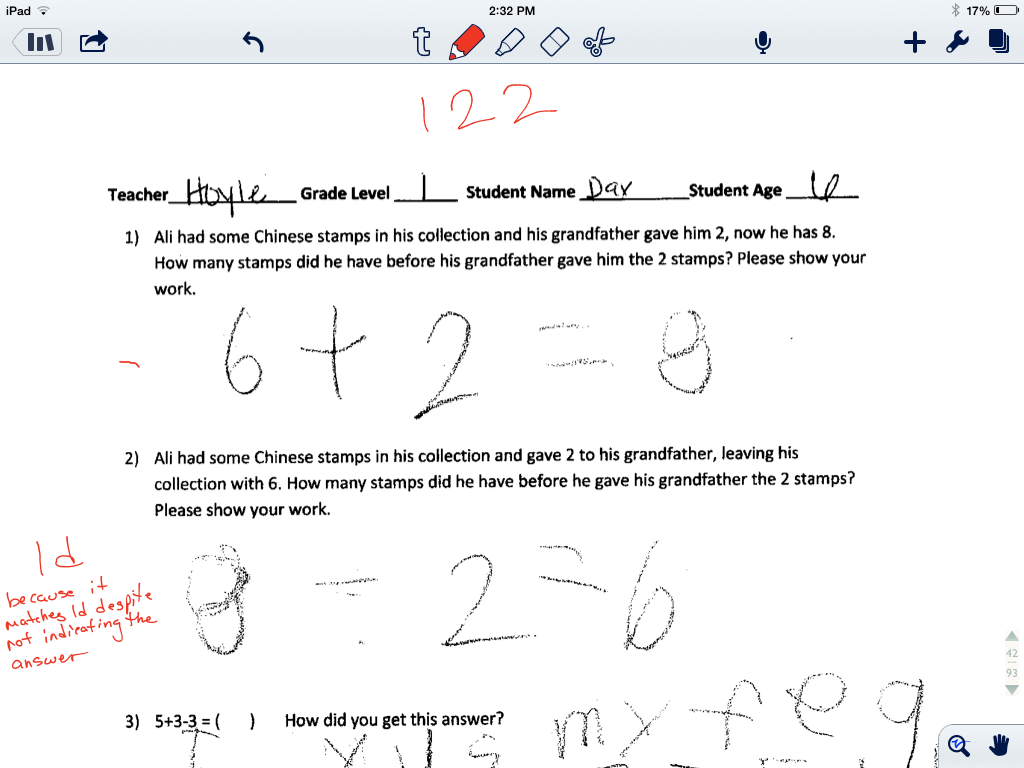 iPad 2:32 PM 17%
t
122
Teacher Hoyle Grade Level 1 Student Name Dax Student Age 6
1) Ali had some Chinese stamps in his collection and his grandfather gave him 2, now he has 8.
How many stamps did he have before his grandfather gave him the 2 stamps? Please show your
work.
6 + 2 = 8
2) Ali had some Chinese stamps in his collection and gave 2 to his grandfather, leaving his
collection with 6. How many stamps did he have before he gave his grandfather the 2 stamps?
Please show your work.
1d
because it
matches 1d despite
not indicating the
answer
8 - 2 = 6
42
93
3) 5+3-3 = ( ) How did you get this answer?